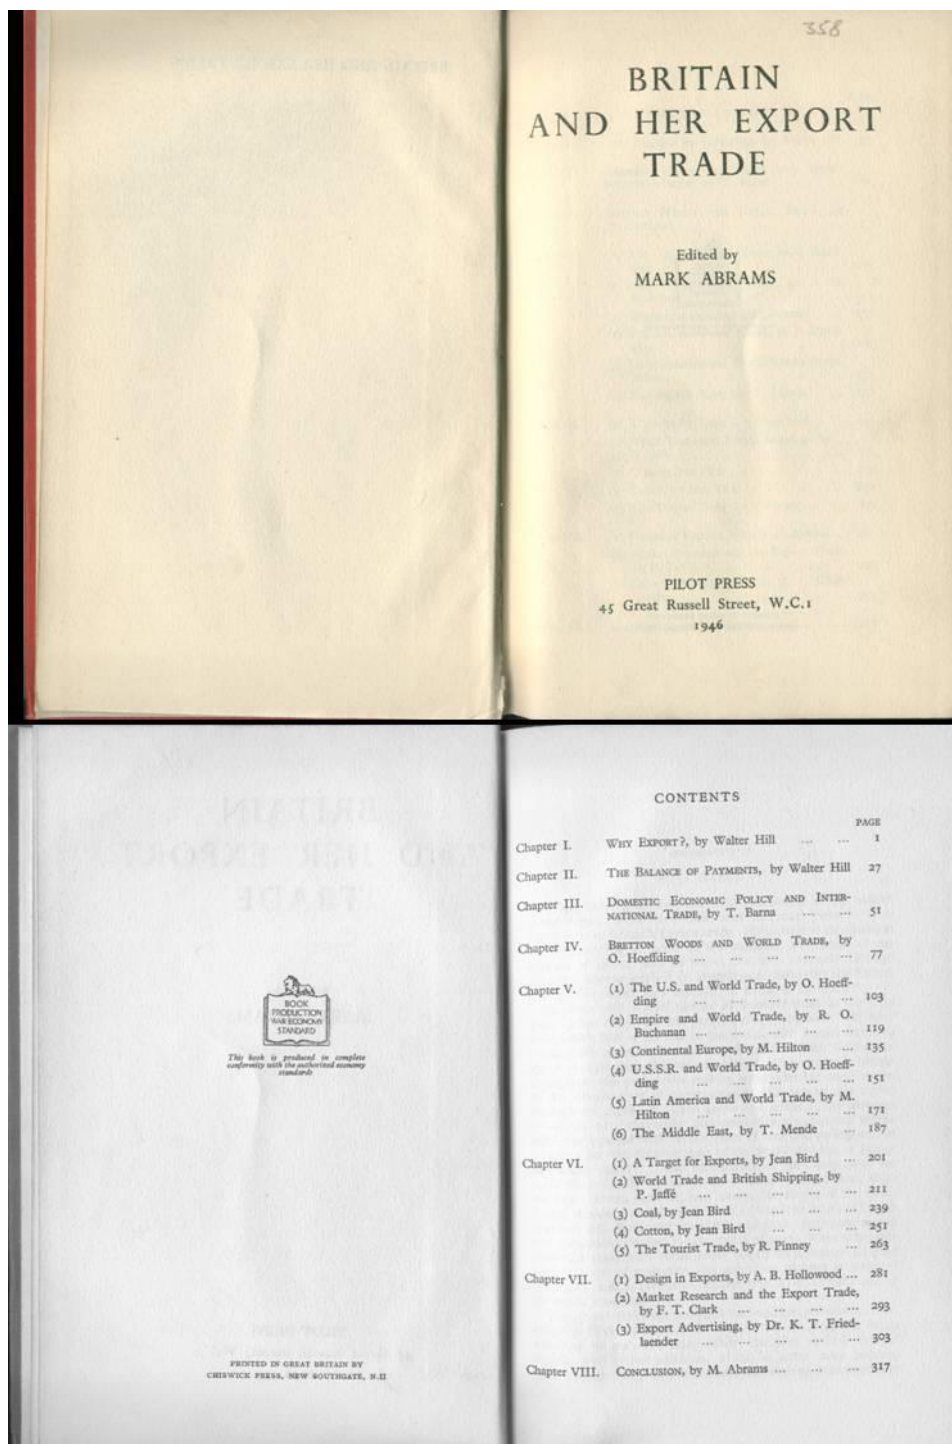 358
BRITAIN
AND HER EXPORT
TRADE
Edited by
MARK ABRAMS
PILOT PRESS
45 Great Russell Street, W.C.1
1946
BOOK
PRODUCTION
WAR ECONOMY
STANDARD
This book is produced in complete
conformity with the authorized economy
standards
PRINTED IN GREAT BRITAIN BY
CHISWICK PRESS, NEW SOUTHGATE, N.11
CONTENTS
PAGE
Chapter I. WHY EXPORT?, by Walter Hill ... ... 1
Chapter II. THE BALANCE OF PAYMENTS, by Walter Hill 27
Chapter III. DOMESTIC ECONOMIC POLICY AND INTER-
NATIONAL TRADE, by T. Barna ... ... 51
Chapter IV. BRETTON WOODS AND WORLD TRADE, by
O. Hoeffding ... ... ... ... ... 77
Chapter V. (1) The U.S. and World Trade, by O. Hoeff-
ding ... ... ... ... ... 103
(2) Empire and World Trade, by R. O.
Buchanan ... ... ... ... ... 119
(3) Continental Europe, by M. Hilton ... 135
(4) U.S.S.R. and World Trade, by O. Hoeff-
ding ... ... ... ... ... 151
(5) Latin America and World Trade, by M.
Hilton ... ... ... ... ... 171
(6) The Middle East, by T. Mende ... 187
Chapter VI. (1) A Target for Exports, by Jean Bird ... 201
(2) World Trade and British Shipping, by
P. Jaffé ... ... ... ... ... 211
(3) Coal, by Jean Bird ... ... ... 239
(4) Cotton, by Jean Bird ... ... ... 251
(5) The Tourist Trade, by R. Pinney ... 263
Chapter VII. (1) Design in Exports, by A. B. Hollowood ... 281
(2) Market Research and the Export Trade,
by F. T. Clark ... ... ... ... 293
(3) Export Advertising, by Dr. K. T. Fried-
laender ... ... ... ... ... 303
Chapter VIII. CONCLUSION, by M. Abrams ... ... ... 317